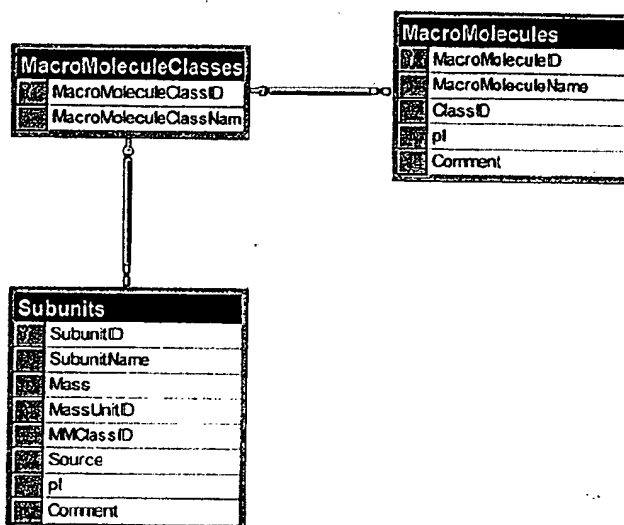 MacroMoleculeClasses
MacroMoleculeClassID
MacroMoleculeClassNam
MacroMolecules
MacroMoleculeID
MacroMoleculeName
ClassID
pI
Comment
Subunits
SubunitID
SubunitName
Mass
MassUnitID
MMClassID
Source
pI
Comment